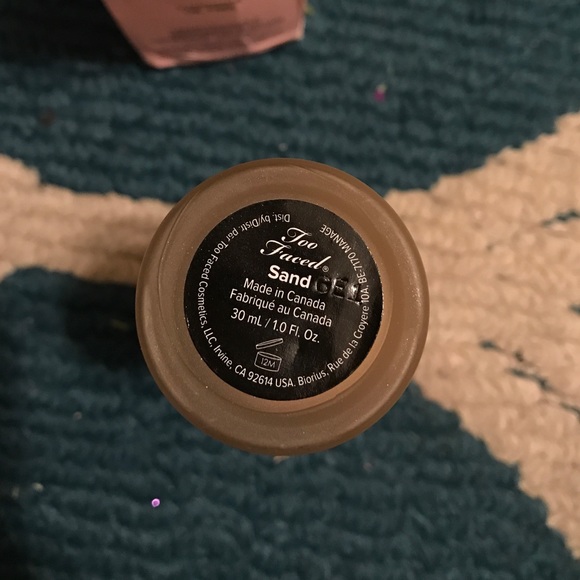 Too
Faced®
Sand
Made in Canada
Fabriqué au Canada
30 mL / 1.0 Fl. Oz.
12M
Dist. by/Distr. par Too Faced Cosmetics, LLC, Irvine, CA 92614 USA. Biorius, Rue de la Croyere 10A, BE-7170 MANAGE